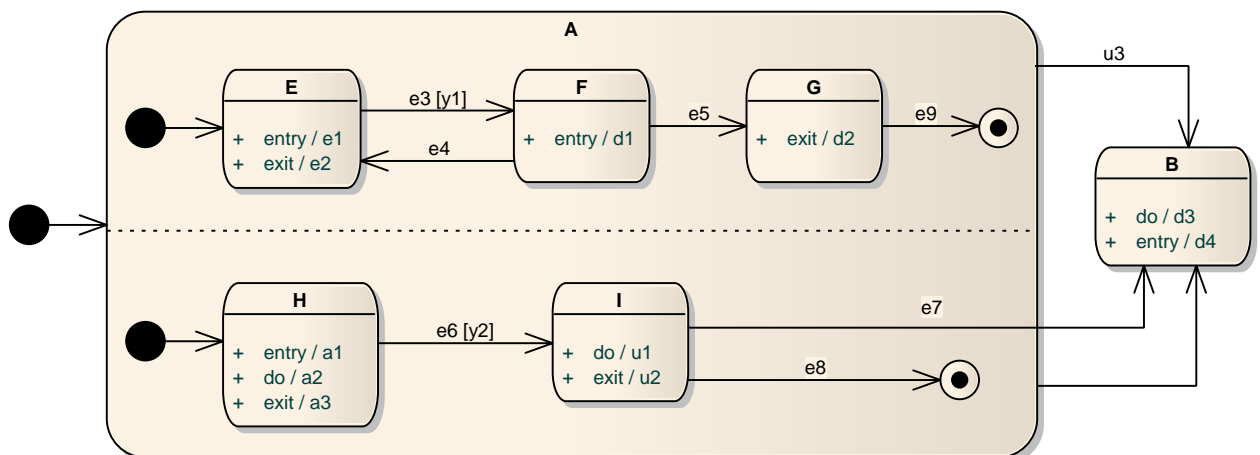 A
u3
E
+ entry / e1
+ exit / e2
e3 [y1]
e4
F
+ entry / d1
e5
G
+ exit / d2
e9
B
+ do / d3
+ entry / d4
H
+ entry / a1
+ do / a2
+ exit / a3
e6 [y2]
I
+ do / u1
+ exit / u2
e7
e8